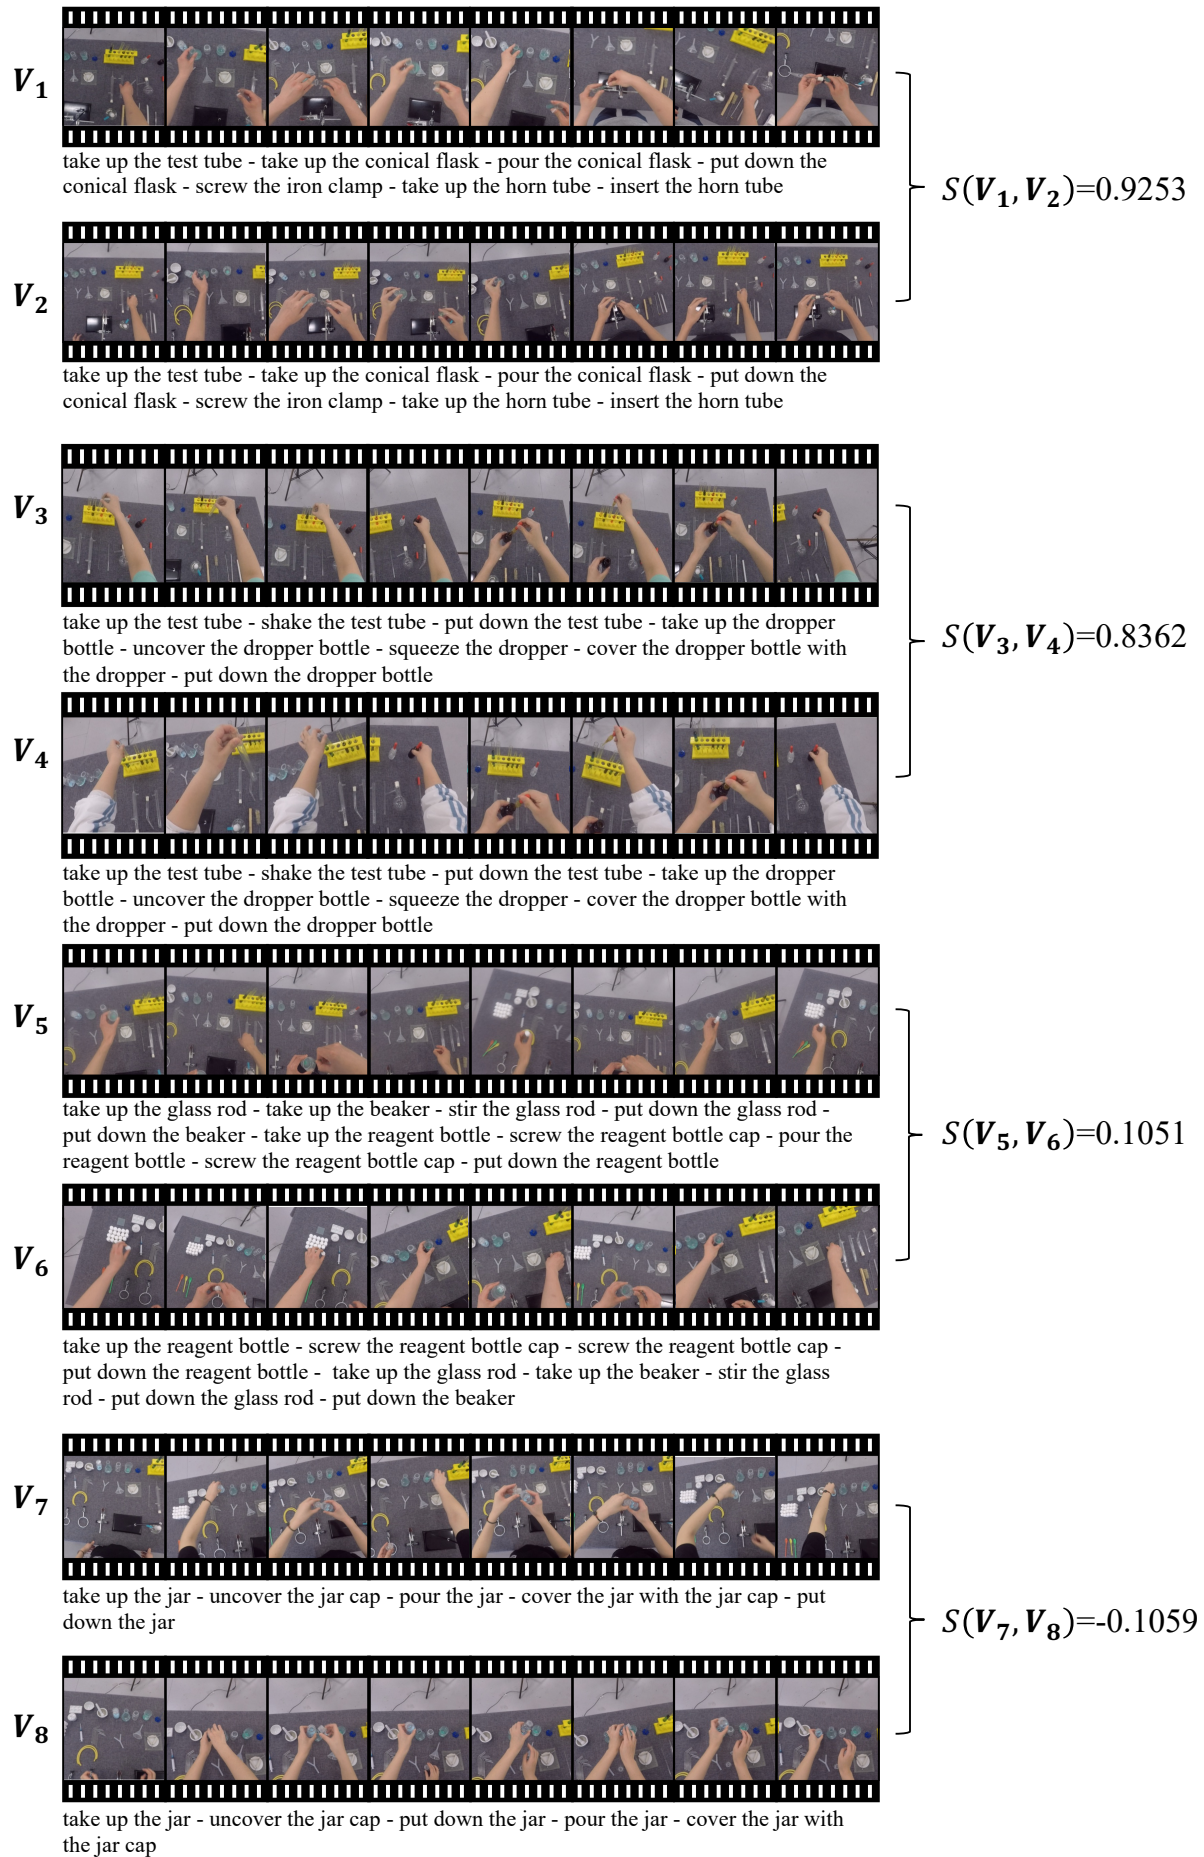 V1
take up the test tube - take up the conical flask - pour the conical flask - put down the
conical flask - screw the iron clamp - take up the horn tube - insert the horn tube
S(V1, V2)=0.9253
V2
take up the test tube - take up the conical flask - pour the conical flask - put down the
conical flask - screw the iron clamp - take up the horn tube - insert the horn tube
V3
take up the test tube - shake the test tube - put down the test tube - take up the dropper
bottle - uncover the dropper bottle - squeeze the dropper - cover the dropper bottle with
the dropper - put down the dropper bottle
S(V3, V4)=0.8362
V4
take up the test tube - shake the test tube - put down the test tube - take up the dropper
bottle - uncover the dropper bottle - squeeze the dropper - cover the dropper bottle with
the dropper - put down the dropper bottle
V5
take up the glass rod - take up the beaker - stir the glass rod - put down the glass rod -
put down the beaker - take up the reagent bottle - screw the reagent bottle cap - pour the
reagent bottle - screw the reagent bottle cap - put down the reagent bottle
S(V5, V6)=0.1051
V6
take up the reagent bottle - screw the reagent bottle cap - screw the reagent bottle cap -
put down the reagent bottle - take up the glass rod - take up the beaker - stir the glass
rod - put down the glass rod - put down the beaker
V7
take up the jar - uncover the jar cap - pour the jar - cover the jar with the jar cap - put
down the jar
S(V7, V8)=-0.1059
V8
take up the jar - uncover the jar cap - put down the jar - pour the jar - cover the jar with
the jar cap